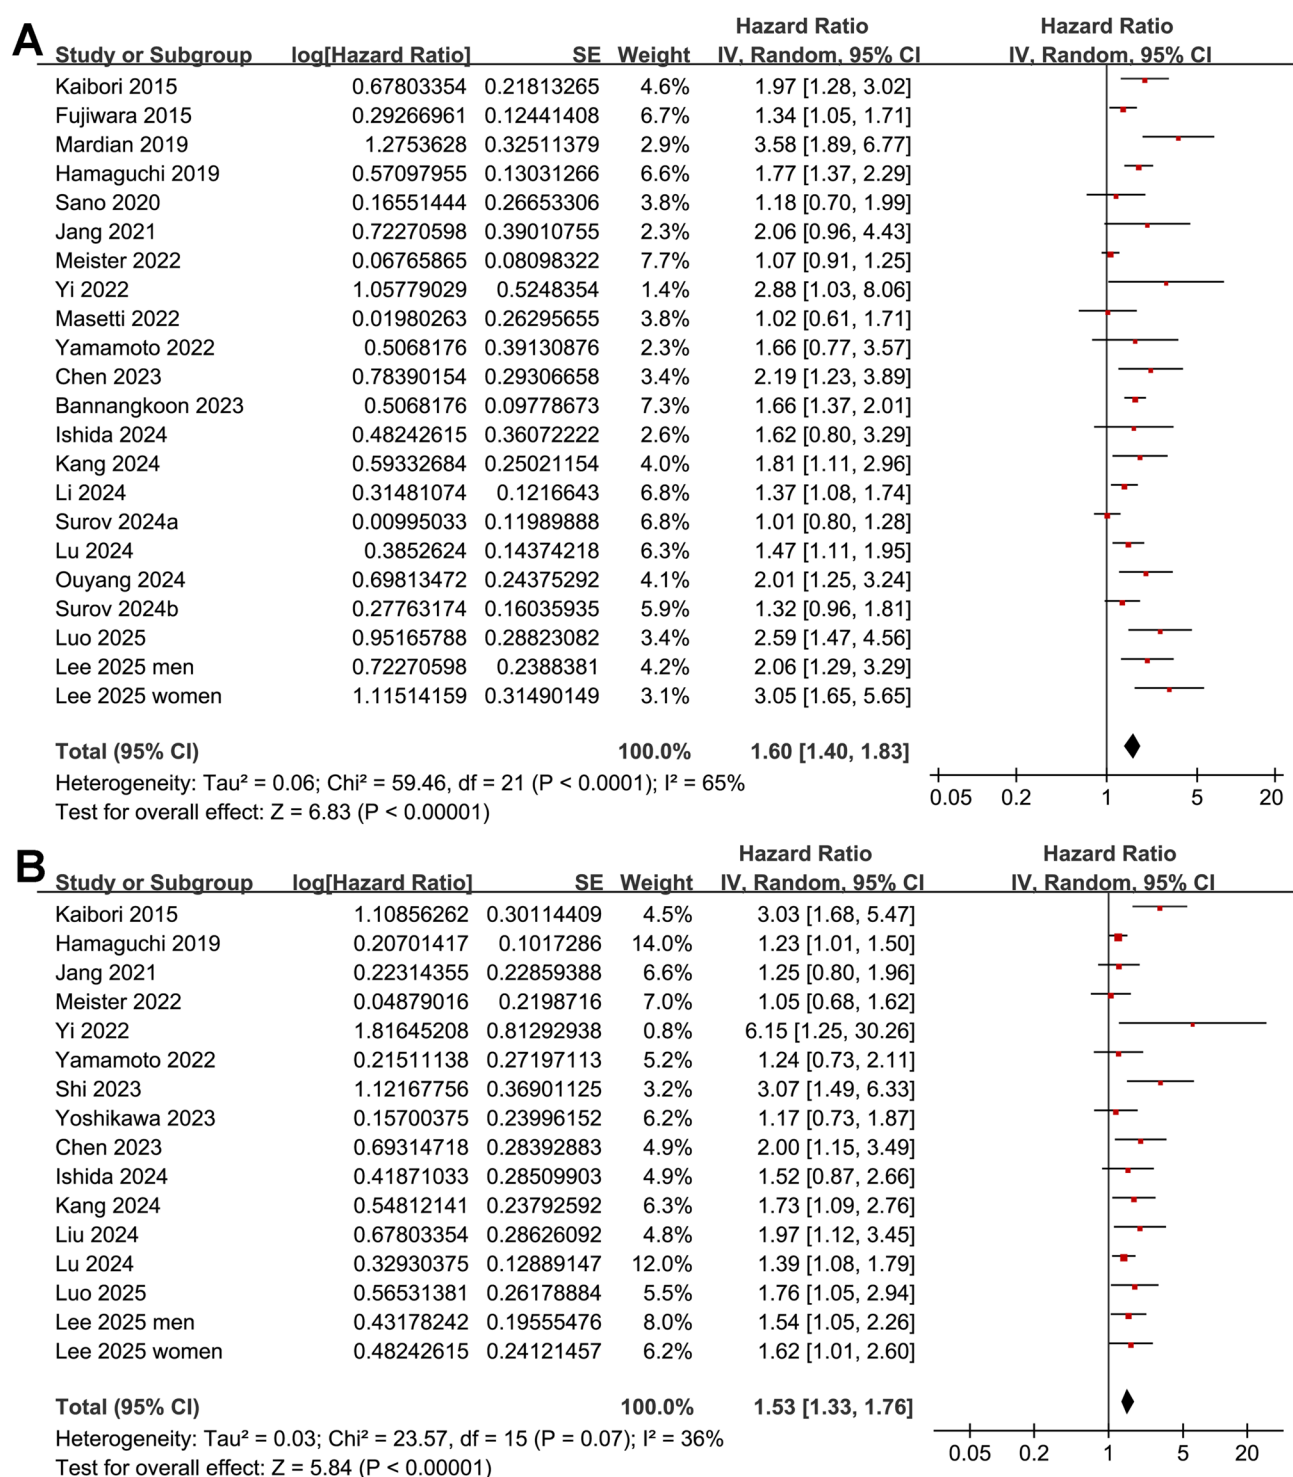 A
Hazard Ratio Hazard Ratio
Study or Subgroup log[Hazard Ratio] SE Weight IV, Random, 95% CI IV, Random, 95% CI
Kaibori 2015 0.67803354 0.21813265 4.6% 1.97 [1.28, 3.02]
Fujiwara 2015 0.29266961 0.12441408 6.7% 1.34 [1.05, 1.71]
Mardian 2019 1.2753628 0.32511379 2.9% 3.58 [1.89, 6.77]
Hamaguchi 2019 0.57097955 0.13031266 6.6% 1.77 [1.37, 2.29]
Sano 2020 0.16551444 0.26653306 3.8% 1.18 [0.70, 1.99]
Jang 2021 0.72270598 0.39010755 2.3% 2.06 [0.96, 4.43]
Meister 2022 0.06765865 0.08098322 7.7% 1.07 [0.91, 1.25]
Yi 2022 1.05779029 0.5248354 1.4% 2.88 [1.03, 8.06]
Masetti 2022 0.01980263 0.26295655 3.8% 1.02 [0.61, 1.71]
Yamamoto 2022 0.5068176 0.39130876 2.3% 1.66 [0.77, 3.57]
Chen 2023 0.78390154 0.29306658 3.4% 2.19 [1.23, 3.89]
Bannangkoon 2023 0.5068176 0.09778673 7.3% 1.66 [1.37, 2.01]
Ishida 2024 0.48242615 0.36072222 2.6% 1.62 [0.80, 3.29]
Kang 2024 0.59332684 0.25021154 4.0% 1.81 [1.11, 2.96]
Li 2024 0.31481074 0.1216643 6.8% 1.37 [1.08, 1.74]
Surov 2024a 0.00995033 0.11989888 6.8% 1.01 [0.80, 1.28]
Lu 2024 0.3852624 0.14374218 6.3% 1.47 [1.11, 1.95]
Ouyang 2024 0.69813472 0.24375292 4.1% 2.01 [1.25, 3.24]
Surov 2024b 0.27763174 0.16035935 5.9% 1.32 [0.96, 1.81]
Luo 2025 0.95165788 0.28823082 3.4% 2.59 [1.47, 4.56]
Lee 2025 men 0.72270598 0.2388381 4.2% 2.06 [1.29, 3.29]
Lee 2025 women 1.11514159 0.31490149 3.1% 3.05 [1.65, 5.65]
Total (95% CI) 100.0% 1.60 [1.40, 1.83]
Heterogeneity: Tau² = 0.06; Chi² = 59.46, df = 21 (P < 0.0001); I² = 65%
Test for overall effect: Z = 6.83 (P < 0.00001)
0.05 0.2 1 5 20
B
Hazard Ratio Hazard Ratio
Study or Subgroup log[Hazard Ratio] SE Weight IV, Random, 95% CI IV, Random, 95% CI
Kaibori 2015 1.10856262 0.30114409 4.5% 3.03 [1.68, 5.47]
Hamaguchi 2019 0.20701417 0.1017286 14.0% 1.23 [1.01, 1.50]
Jang 2021 0.22314355 0.22859388 6.6% 1.25 [0.80, 1.96]
Meister 2022 0.04879016 0.2198716 7.0% 1.05 [0.68, 1.62]
Yi 2022 1.81645208 0.81292938 0.8% 6.15 [1.25, 30.26]
Yamamoto 2022 0.21511138 0.27197113 5.2% 1.24 [0.73, 2.11]
Shi 2023 1.12167756 0.36901125 3.2% 3.07 [1.49, 6.33]
Yoshikawa 2023 0.15700375 0.23996152 6.2% 1.17 [0.73, 1.87]
Chen 2023 0.69314718 0.28392883 4.9% 2.00 [1.15, 3.49]
Ishida 2024 0.41871033 0.28509903 4.9% 1.52 [0.87, 2.66]
Kang 2024 0.54812141 0.23792592 6.3% 1.73 [1.09, 2.76]
Liu 2024 0.67803354 0.28626092 4.8% 1.97 [1.12, 3.45]
Lu 2024 0.32930375 0.12889147 12.0% 1.39 [1.08, 1.79]
Luo 2025 0.56531381 0.26178884 5.5% 1.76 [1.05, 2.94]
Lee 2025 men 0.43178242 0.19555476 8.0% 1.54 [1.05, 2.26]
Lee 2025 women 0.48242615 0.24121457 6.2% 1.62 [1.01, 2.60]
Total (95% CI) 100.0% 1.53 [1.33, 1.76]
Heterogeneity: Tau² = 0.03; Chi² = 23.57, df = 15 (P = 0.07); I² = 36%
Test for overall effect: Z = 5.84 (P < 0.00001)
0.05 0.2 1 5 20